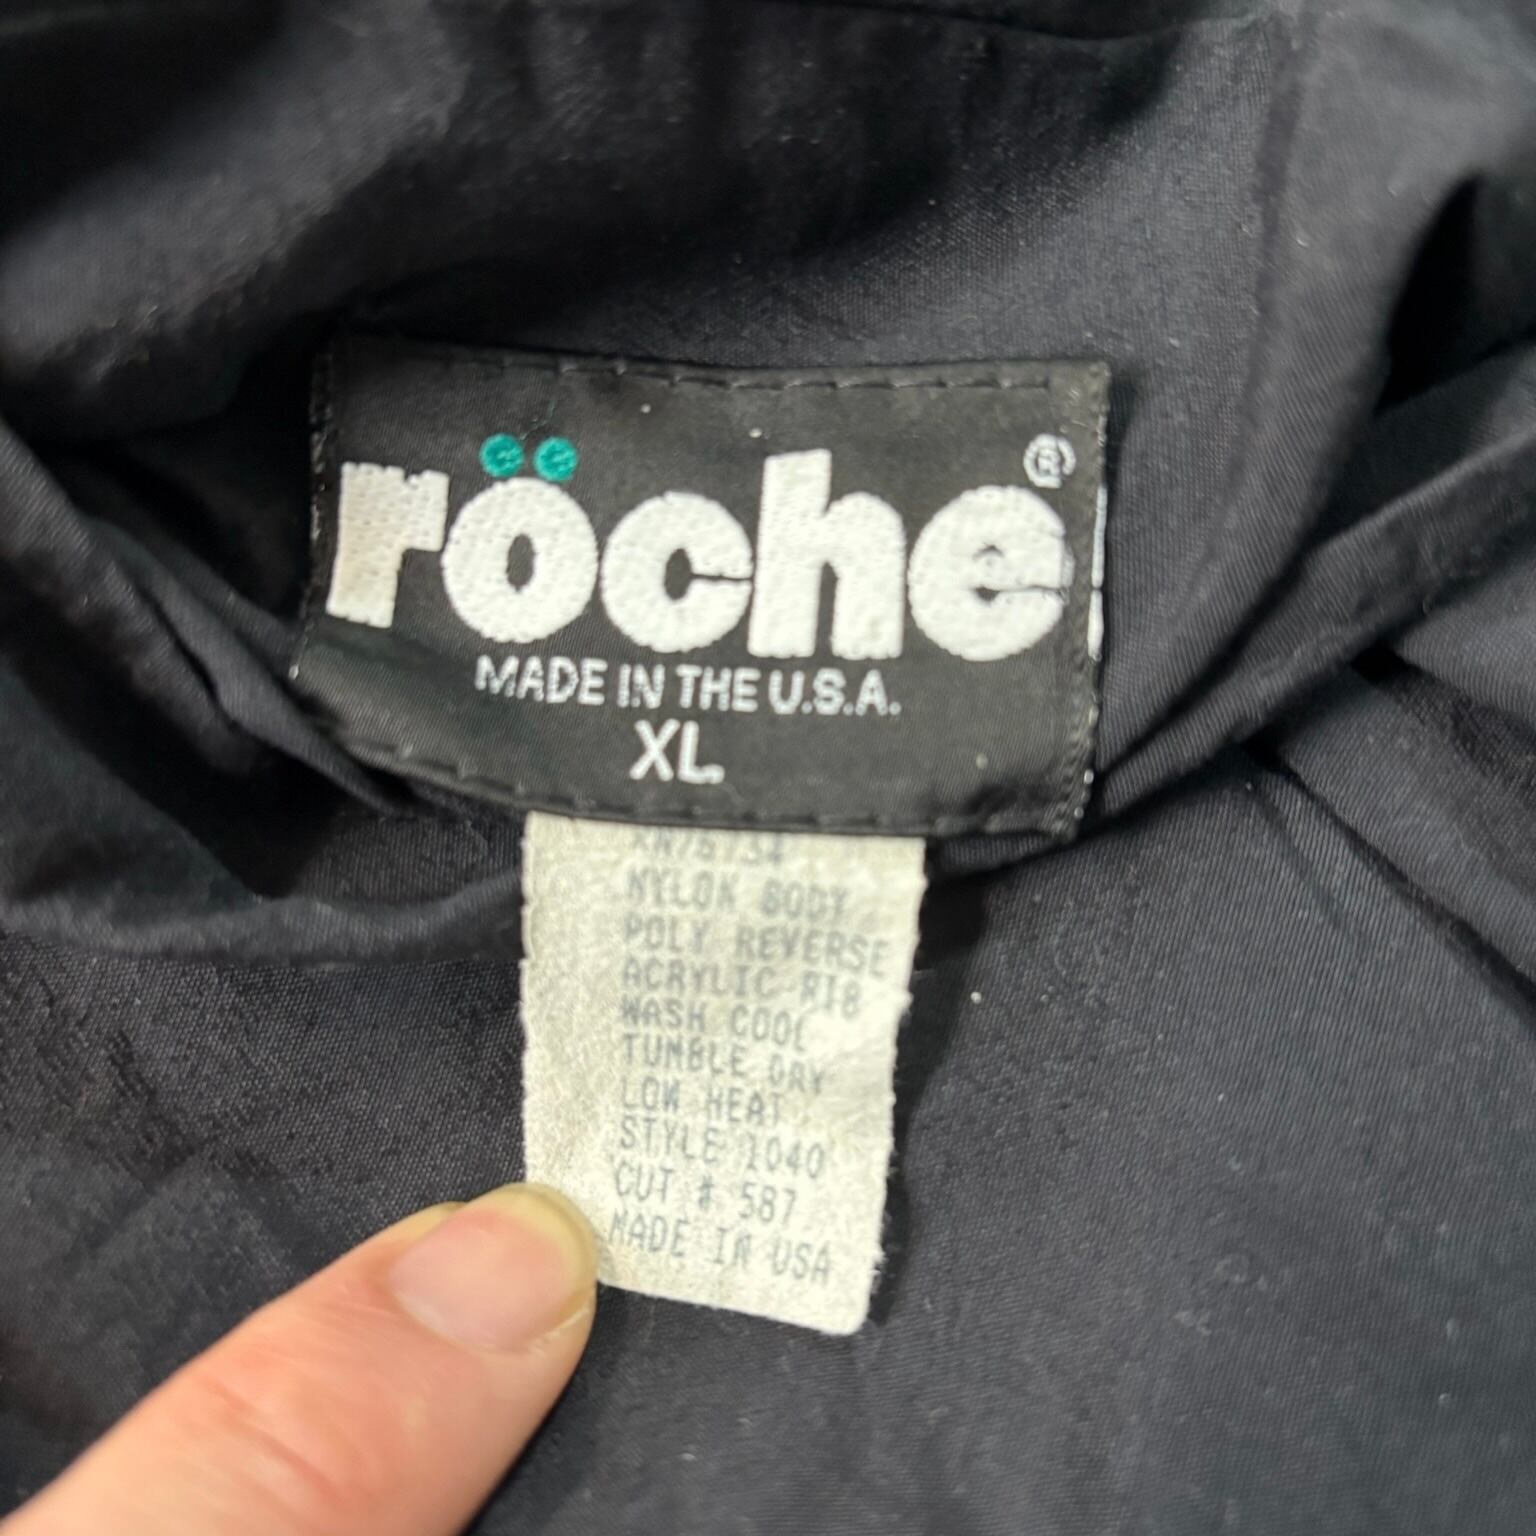 röche®
MADE IN THE U.S.A.
XL
NYLON BODY
POLY REVERSE
ACRYLIC RIB
WASH COOL
TUMBLE DRY
LOW HEAT
STYLE 1040
CUT # 587
MADE IN USA